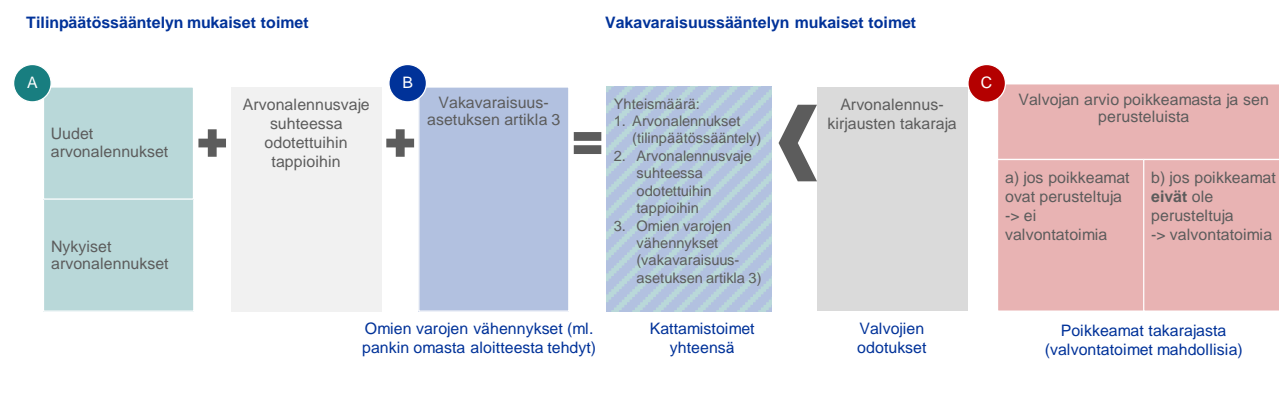 Tilinpäätössääntelyn mukaiset toimet
Vakavaraisuussääntelyn mukaiset toimet
A
Uudet
arvonalennukset
Nykyiset
arvonalennukset
Arvonalennusvaje
suhteessa
odotettuihin
tappioihin
B
Vakavaraisuus-
asetuksen artikla 3
Yhteismäärä:
1. Arvonalennukset
(tilinpäätössääntely)
2. Arvonalennusvaje
suhteessa
odotettuihin
tappioihin
3. Omien varojen
vähennykset
(vakavaraisuus-
asetuksen artikla 3)
Arvonalennus-
kirjausten takaraja
C
Valvojan arvio poikkeamasta ja sen
perusteluista
a) jos poikkeamat
ovat perusteltuja
-> ei
valvontatoimia
b) jos poikkeamat
eivät ole
perusteltuja
-> valvontatoimia
Omien varojen vähennykset (ml.
pankin omasta aloitteesta tehdyt)
Kattamistoimet
yhteensä
Valvojien
odotukset
Poikkeamat takarajasta
(valvontatoimet mahdollisia)